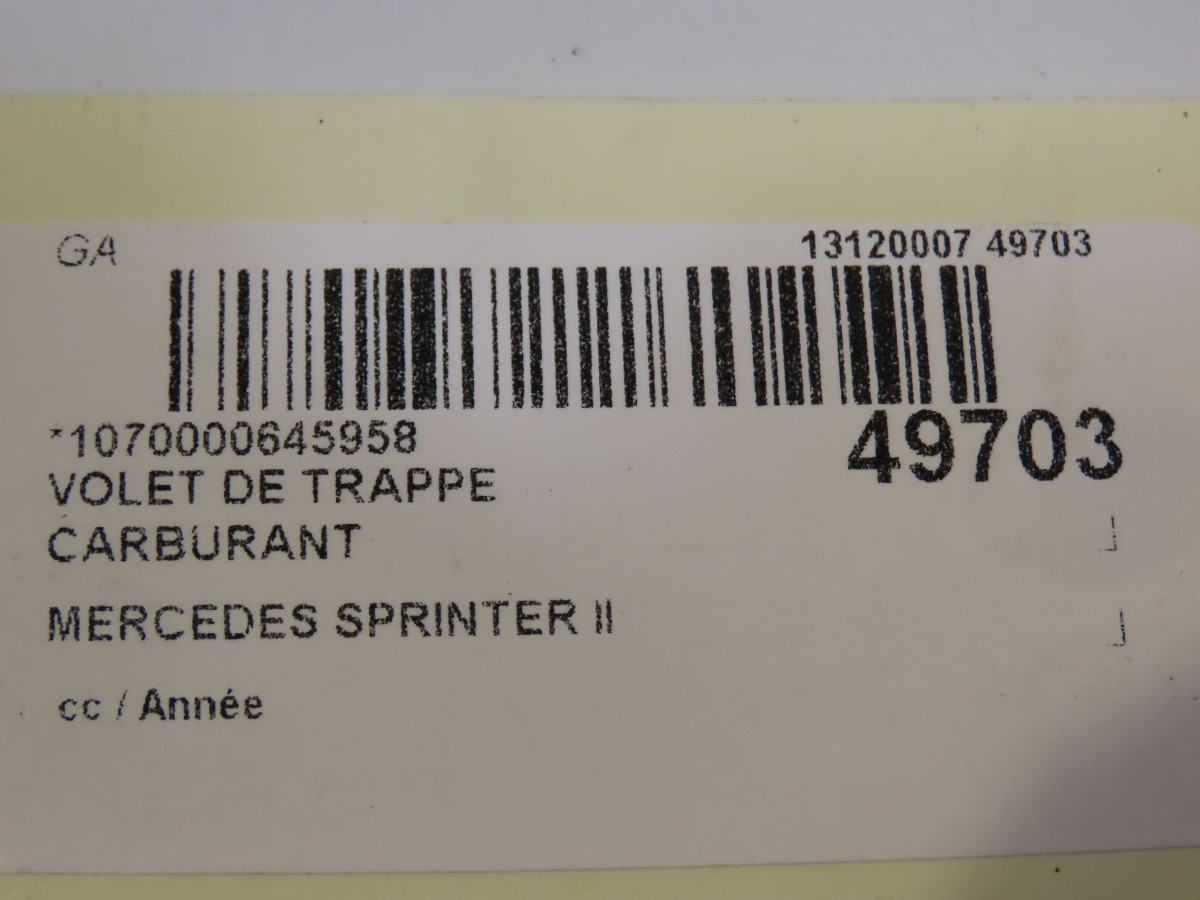 GA
13120007 49703
*1070000645958
49703
VOLET DE TRAPPE
CARBURANT
MERCEDES SPRINTER II
cc / Année